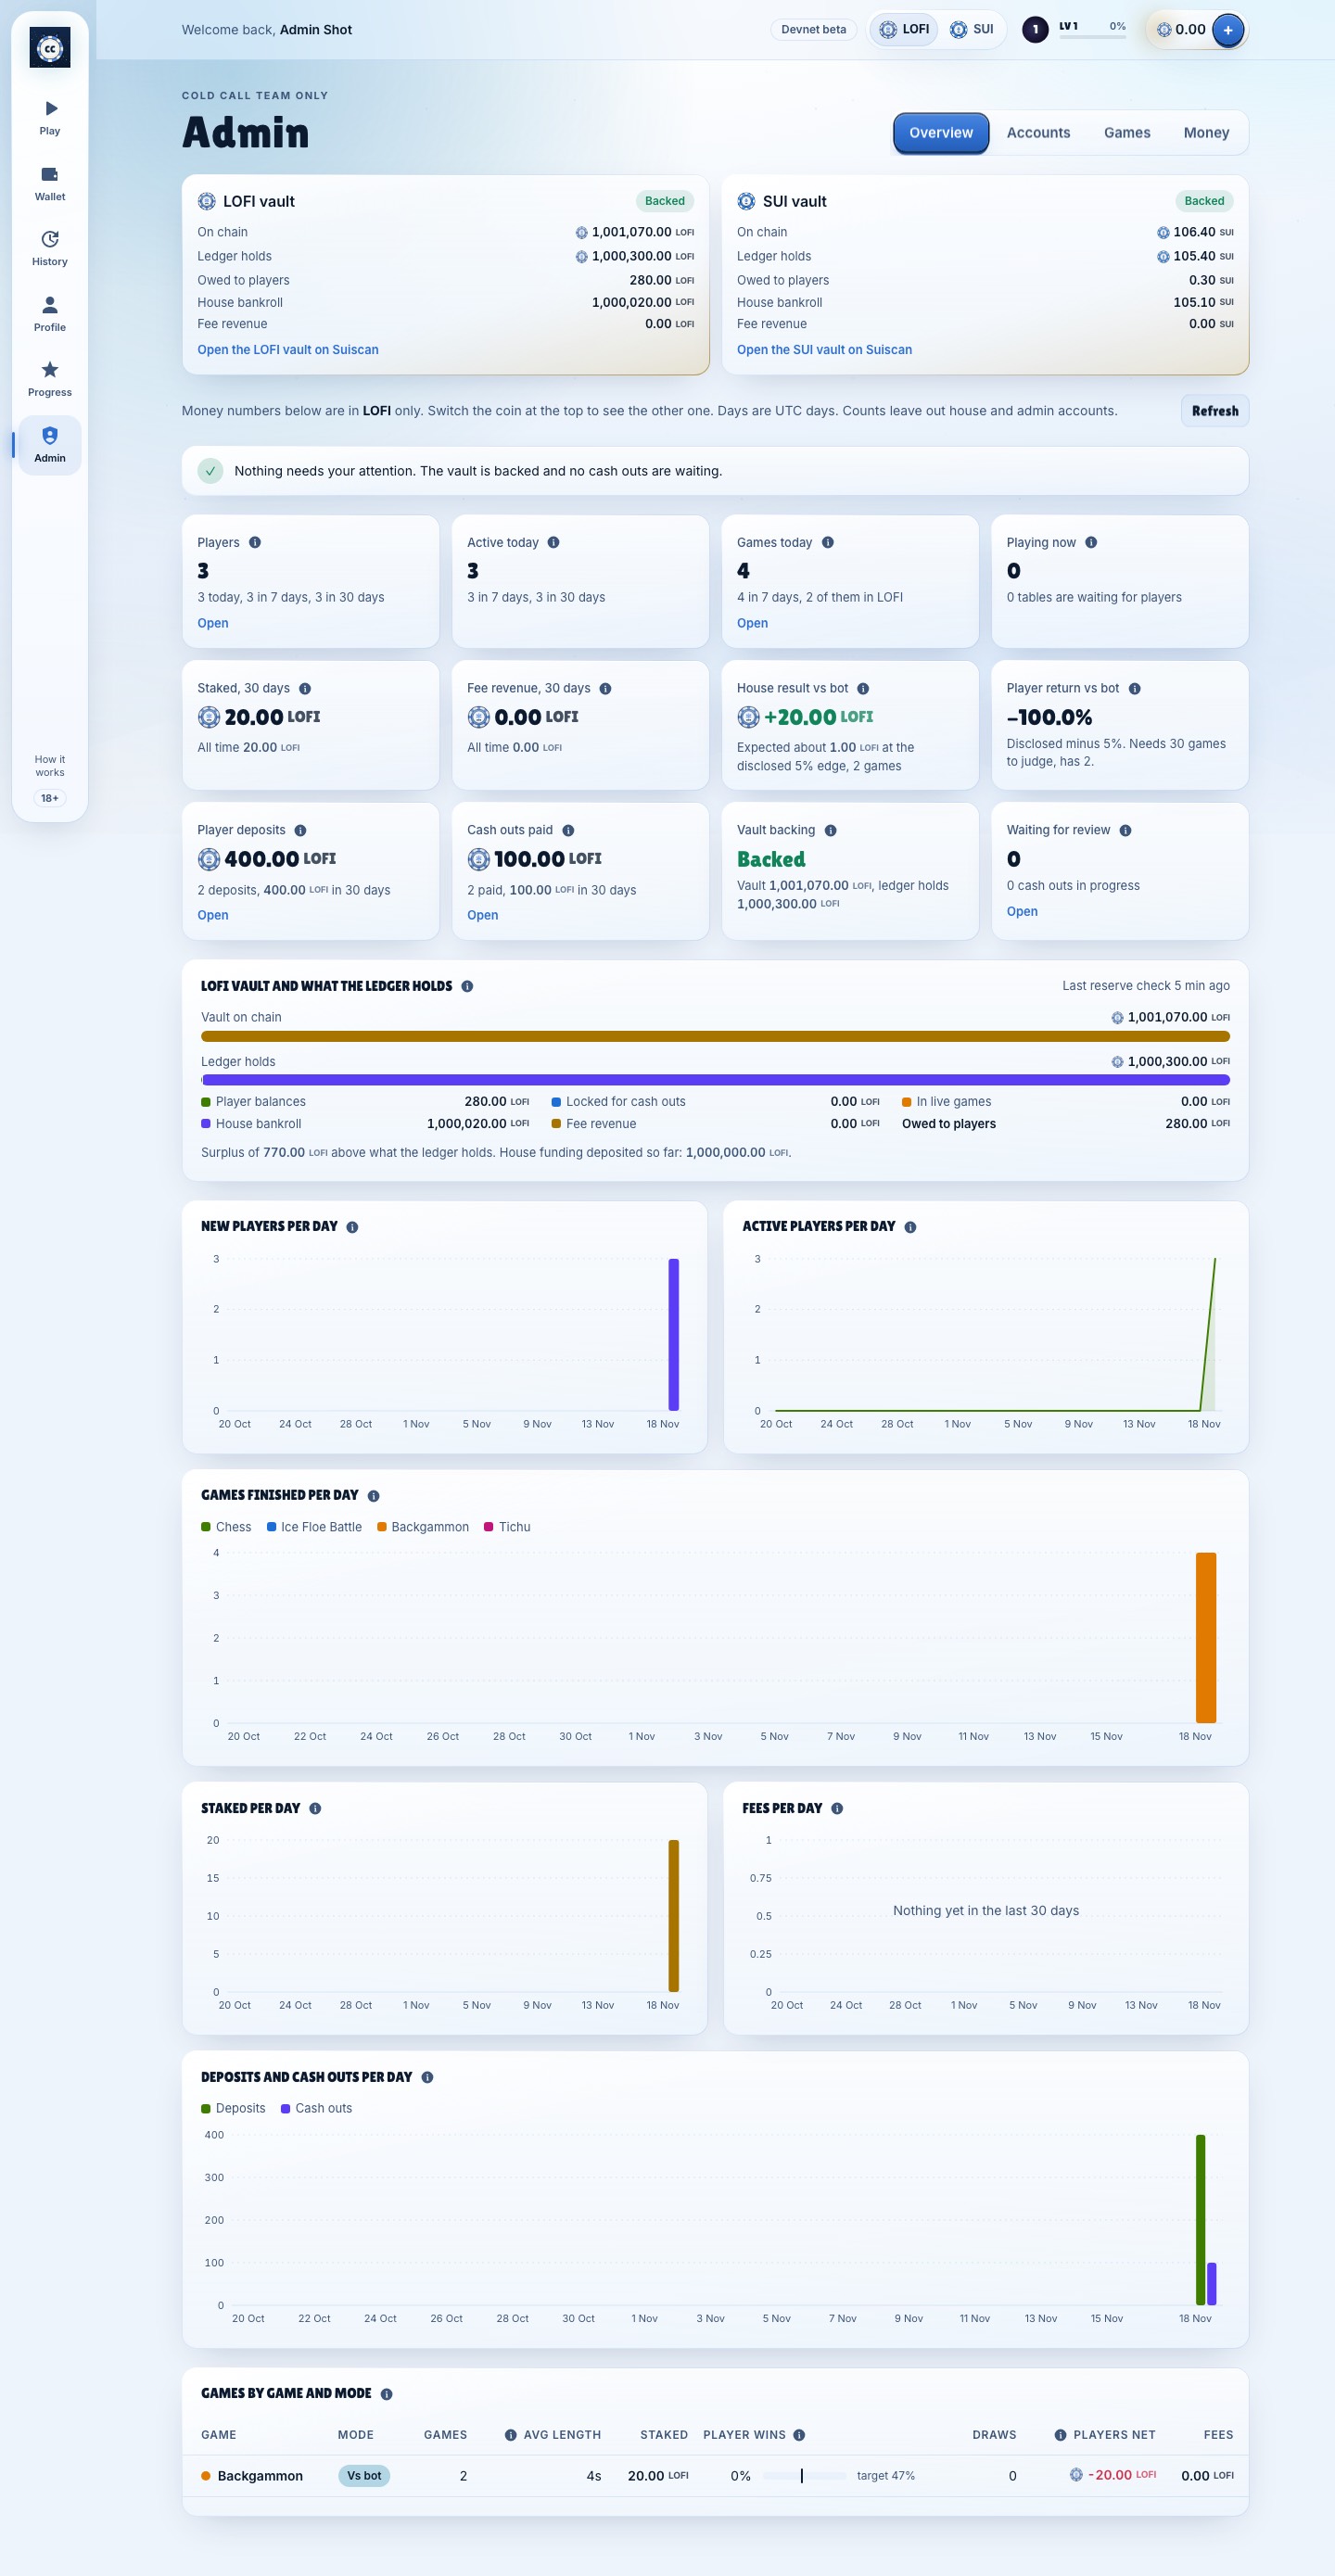 CC
Play
Wallet
History
Profile
Progress
Admin
How it
works
18+
Welcome back, Admin Shot
Devnet beta
LOFI
SUI
1
LV 1
0%
0.00
+
COLD CALL TEAM ONLY
Admin
Overview
Accounts
Games
Money
LOFI vault
Backed
On chain
1,001,070.00 LOFI
Ledger holds
1,000,300.00 LOFI
Owed to players
280.00 LOFI
House bankroll
1,000,020.00 LOFI
Fee revenue
0.00 LOFI
Open the LOFI vault on Suiscan
SUI vault
Backed
On chain
106.40 SUI
Ledger holds
105.40 SUI
Owed to players
0.30 SUI
House bankroll
105.10 SUI
Fee revenue
0.00 SUI
Open the SUI vault on Suiscan
Money numbers below are in LOFI only. Switch the coin at the top to see the other one. Days are UTC days. Counts leave out house and admin accounts.
Refresh
Nothing needs your attention. The vault is backed and no cash outs are waiting.
Players
3
3 today, 3 in 7 days, 3 in 30 days
Open
Active today
3
3 in 7 days, 3 in 30 days
Games today
4
4 in 7 days, 2 of them in LOFI
Open
Playing now
0
0 tables are waiting for players
Staked, 30 days
20.00 LOFI
All time 20.00 LOFI
Fee revenue, 30 days
0.00 LOFI
All time 0.00 LOFI
House result vs bot
+20.00 LOFI
Expected about 1.00 LOFI at the
disclosed 5% edge, 2 games
Player return vs bot
−100.0%
Disclosed minus 5%. Needs 30 games
to judge, has 2.
Player deposits
400.00 LOFI
2 deposits, 400.00 LOFI in 30 days
Open
Cash outs paid
100.00 LOFI
2 paid, 100.00 LOFI in 30 days
Open
Vault backing
Backed
Vault 1,001,070.00 LOFI, ledger holds
1,000,300.00 LOFI
Waiting for review
0
0 cash outs in progress
Open
LOFI VAULT AND WHAT THE LEDGER HOLDS
Last reserve check 5 min ago
Vault on chain
1,001,070.00 LOFI
Ledger holds
1,000,300.00 LOFI
Player balances
280.00 LOFI
Locked for cash outs
0.00 LOFI
In live games
0.00 LOFI
House bankroll
1,000,020.00 LOFI
Fee revenue
0.00 LOFI
Owed to players
280.00 LOFI
Surplus of 770.00 LOFI above what the ledger holds. House funding deposited so far: 1,000,000.00 LOFI.
NEW PLAYERS PER DAY
3
2
1
0
20 Oct 24 Oct 28 Oct 1 Nov 5 Nov 9 Nov 13 Nov 18 Nov
ACTIVE PLAYERS PER DAY
3
2
1
0
20 Oct 24 Oct 28 Oct 1 Nov 5 Nov 9 Nov 13 Nov 18 Nov
GAMES FINISHED PER DAY
Chess Ice Floe Battle Backgammon Tichu
4
3
2
1
0
20 Oct 22 Oct 24 Oct 26 Oct 28 Oct 30 Oct 1 Nov 3 Nov 5 Nov 7 Nov 9 Nov 11 Nov 13 Nov 15 Nov 18 Nov
STAKED PER DAY
20
15
10
5
0
20 Oct 24 Oct 28 Oct 1 Nov 5 Nov 9 Nov 13 Nov 18 Nov
FEES PER DAY
1
0.75
0.5
0.25
0
Nothing yet in the last 30 days
20 Oct 24 Oct 28 Oct 1 Nov 5 Nov 9 Nov 13 Nov 18 Nov
DEPOSITS AND CASH OUTS PER DAY
Deposits Cash outs
400
300
200
100
0
20 Oct 22 Oct 24 Oct 26 Oct 28 Oct 30 Oct 1 Nov 3 Nov 5 Nov 7 Nov 9 Nov 11 Nov 13 Nov 15 Nov 18 Nov
GAMES BY GAME AND MODE
GAME MODE GAMES AVG LENGTH STAKED PLAYER WINS DRAWS PLAYERS NET FEES
Backgammon Vs bot 2 4s 20.00 LOFI 0% target 47% 0 -20.00 LOFI 0.00 LOFI